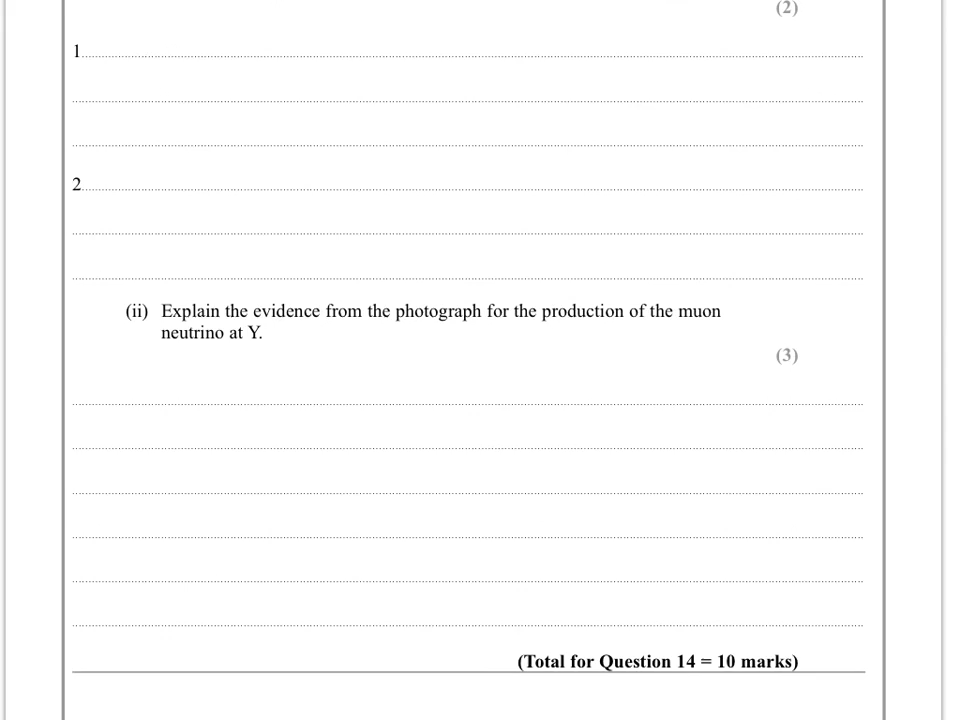 (2)
1
2
(ii) Explain the evidence from the photograph for the production of the muon
neutrino at Y.
(3)
(Total for Question 14 = 10 marks)